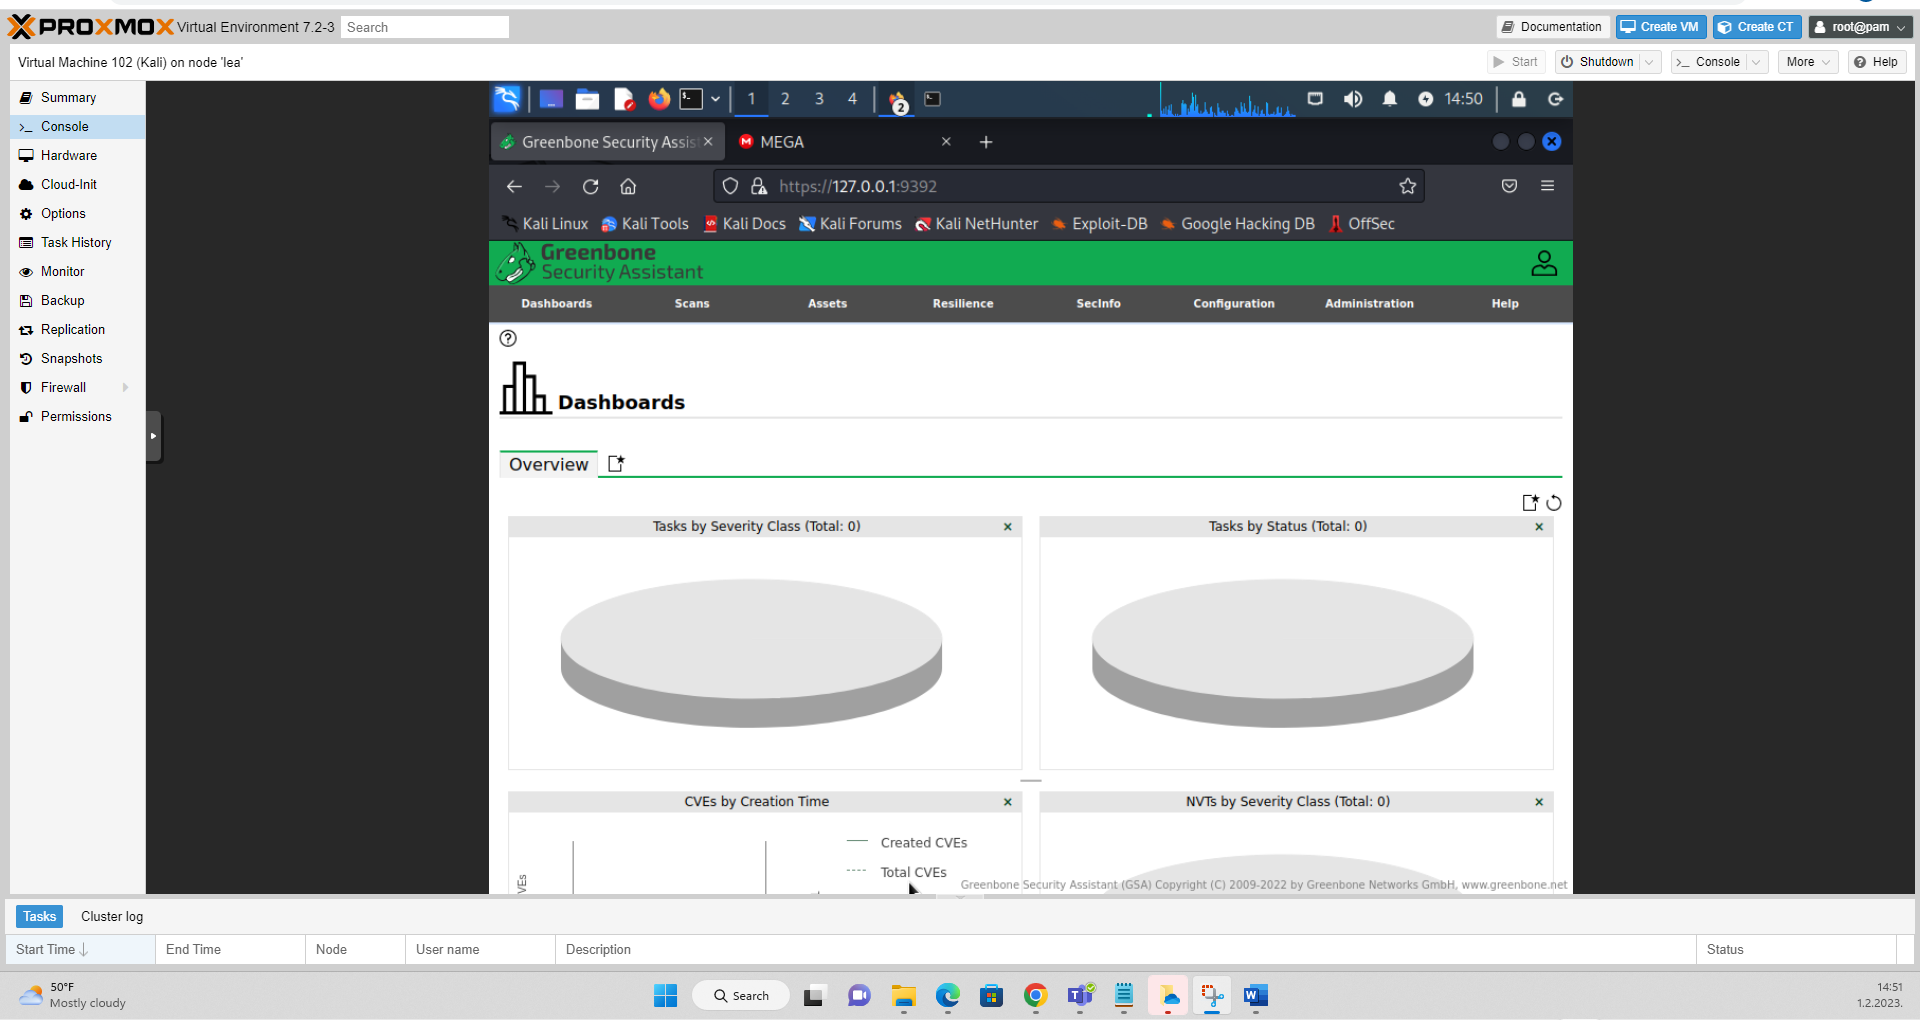 PROXMOX Virtual Environment 7.2-3 Search Documentation Create VM Create CT root@pam
Virtual Machine 102 (Kali) on node 'lea' Start Shutdown Console More Help
Summary
Console
Hardware
Cloud-Init
Options
Task History
Monitor
Backup
Replication
Snapshots
Firewall
Permissions
1 2 3 4 2 14:50
Greenbone Security Assis MEGA
https://127.0.0.1:9392
Kali Linux Kali Tools Kali Docs Kali Forums Kali NetHunter Exploit-DB Google Hacking DB OffSec
Greenbone
Security Assistant
Dashboards Scans Assets Resilience SecInfo Configuration Administration Help
Dashboards
Overview
Tasks by Severity Class (Total: 0)
Tasks by Status (Total: 0)
CVEs by Creation Time
Created CVEs
Total CVEs
VEs
NVTs by Severity Class (Total: 0)
Greenbone Security Assistant (GSA) Copyright (C) 2009-2022 by Greenbone Networks GmbH, www.greenbone.net
Tasks Cluster log
Start Time End Time Node User name Description Status
50°F
Mostly cloudy
Search
14:51
1.2.2023.